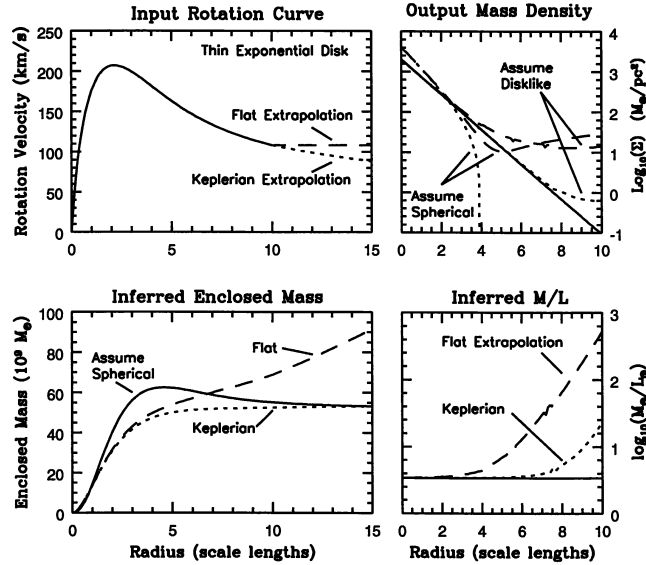 Input Rotation Curve
Output Mass Density
Rotation Velocity (km/s)
250
200
150
100
50
0
0
5
10
15
Thin Exponential Disk
Flat Extrapolation
Keplerian Extrapolation
Assume
Disklike
Assume
Spherical
4
3
2
1
0
-1
0
2
4
6
8
10
Log₁₀(Σ) (M⊙/pc²)
Inferred Enclosed Mass
Inferred M/L
Enclosed Mass (10⁹ M⊙)
100
80
60
40
20
0
0
5
10
15
Assume
Spherical
Flat
Keplerian
Radius (scale lengths)
Flat Extrapolation
Keplerian
3
2
1
0
0
2
4
6
8
10
Radius (scale lengths)